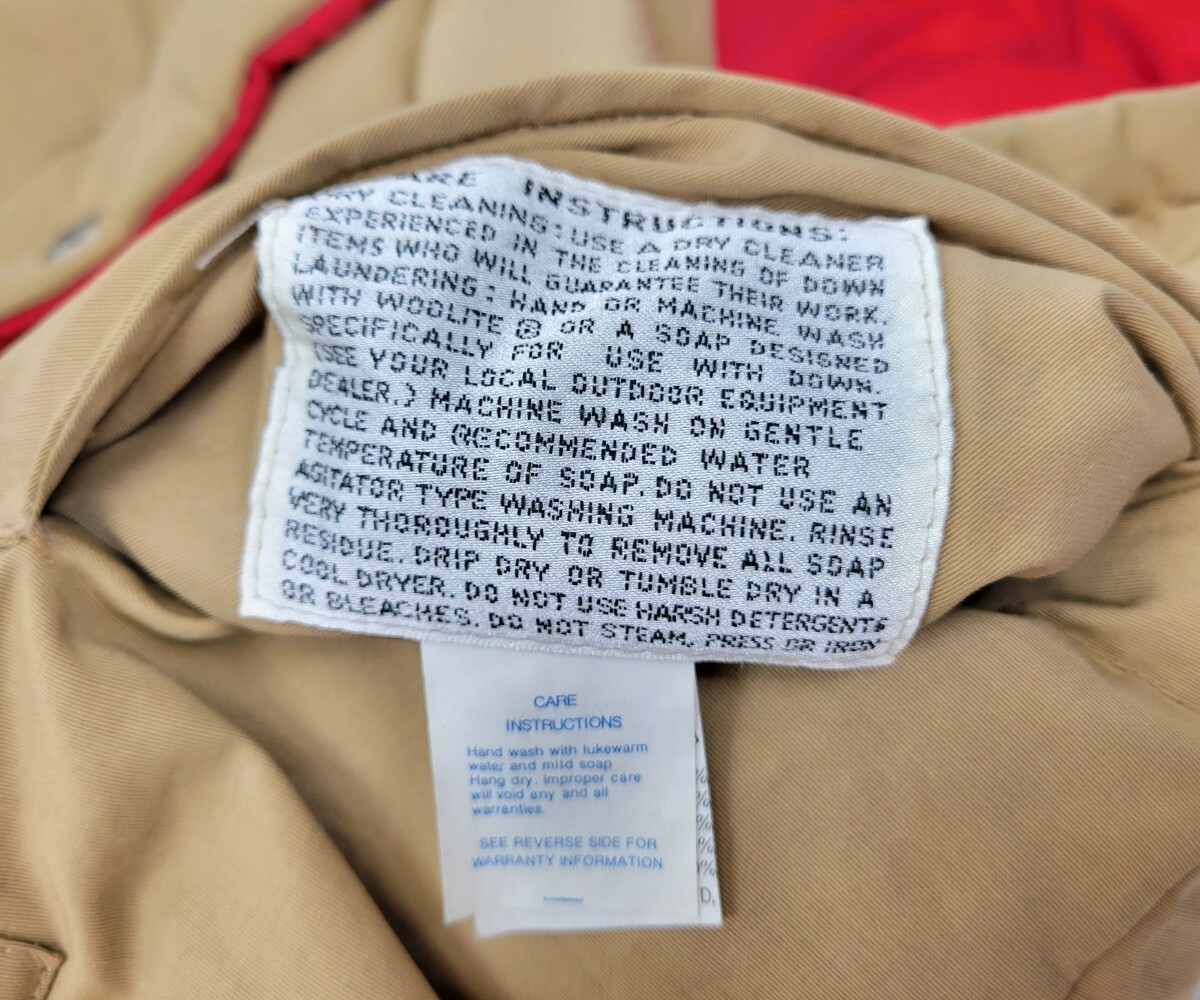 CARE INSTRUCTIONS:
DRY CLEANING: USE A DRY CLEANER
EXPERIENCED IN THE CLEANING OF DOWN
ITEMS WHO WILL GUARANTEE THEIR WORK.
LAUNDERING: HAND OR MACHINE WASH
WITH WOOLITE ® OR A SOAP DESIGNED
SPECIFICALLY FOR USE WITH DOWN.
(SEE YOUR LOCAL OUTDOOR EQUIPMENT
DEALER.) MACHINE WASH ON GENTLE
CYCLE AND RECOMMENDED WATER
TEMPERATURE OF SOAP. DO NOT USE AN
AGITATOR TYPE WASHING MACHINE. RINSE
VERY THOROUGHLY TO REMOVE ALL SOAP
RESIDUE. DRIP DRY OR TUMBLE DRY IN A
COOL DRYER. DO NOT USE HARSH DETERGENTS
OR BLEACHES. DO NOT STEAM, PRESS OR IRON
CARE
INSTRUCTIONS
Hand wash with lukewarm
water and mild soap
Hang dry. Improper care
will void any and all
warranties.
SEE REVERSE SIDE FOR
WARRANTY INFORMATION
%
%
%
%
%
D,